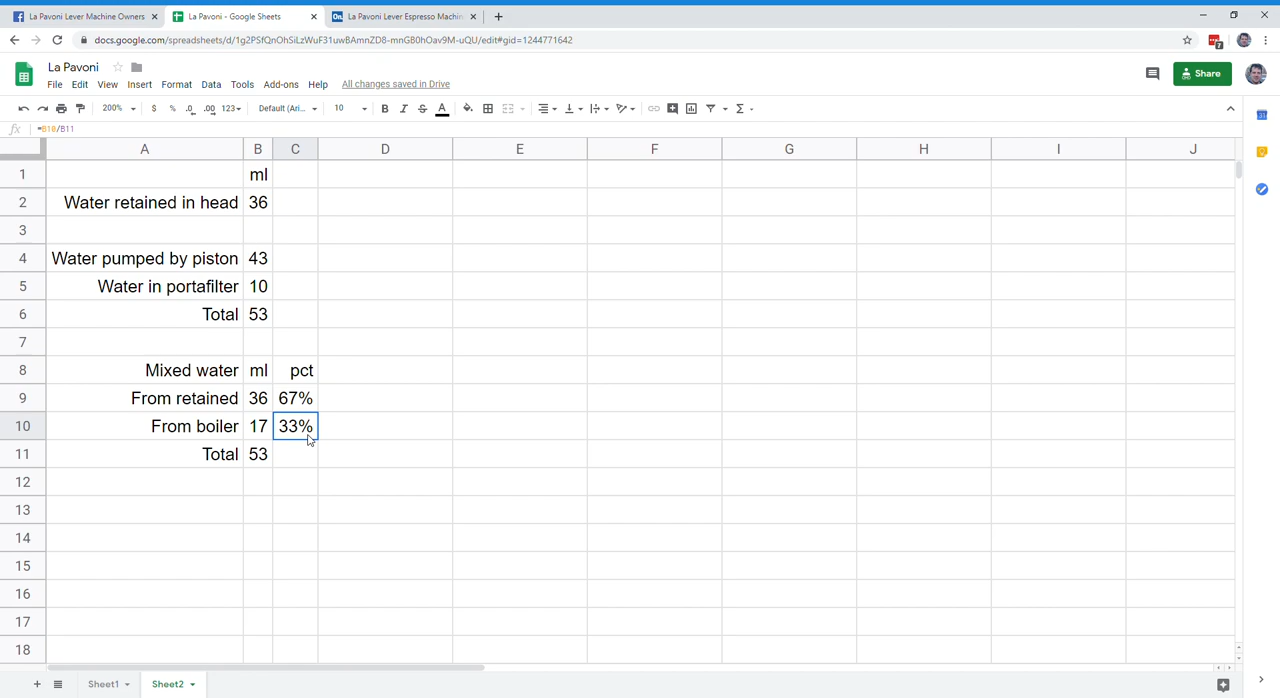 La Pavoni Lever Machine Owners
La Pavoni - Google Sheets
La Pavoni Lever Espresso Machin
docs.google.com/spreadsheets/d/1g2PSfQnOhSiLzWuF31uwBAmnZD8-mnGB0hOav9M-uQU/edit#gid=1244771642
La Pavoni
File Edit View Insert Format Data Tools Add-ons Help All changes saved in Drive
Share
200% $ % .0 .00 123 Default (Ari... 10 B I S A
fx =B10/B11
A B C D E F G H I J
1 ml
2 Water retained in head 36
3
4 Water pumped by piston 43
5 Water in portafilter 10
6 Total 53
7
8 Mixed water ml pct
9 From retained 36 67%
10 From boiler 17 33%
11 Total 53
12
13
14
15
16
17
18
Sheet1 Sheet2